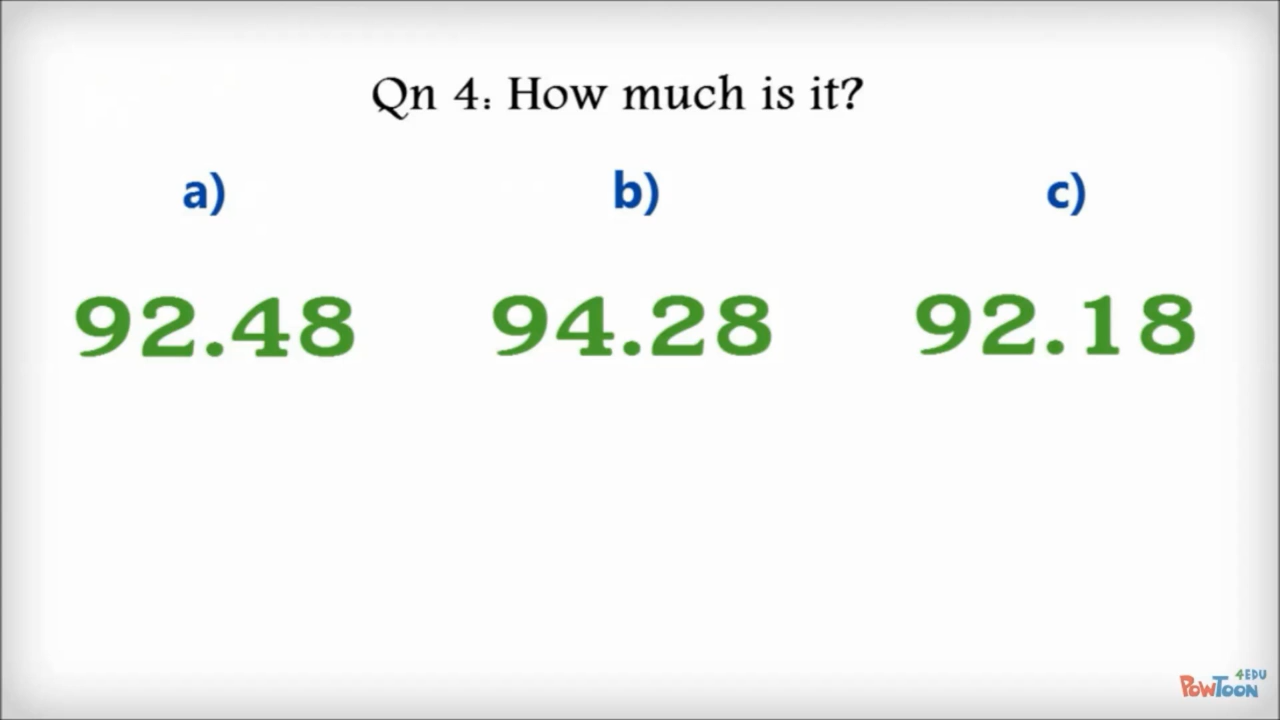 Qn 4: How much is it?
a) b) c)
92.48 94.28 92.18
4EDU
PowToon